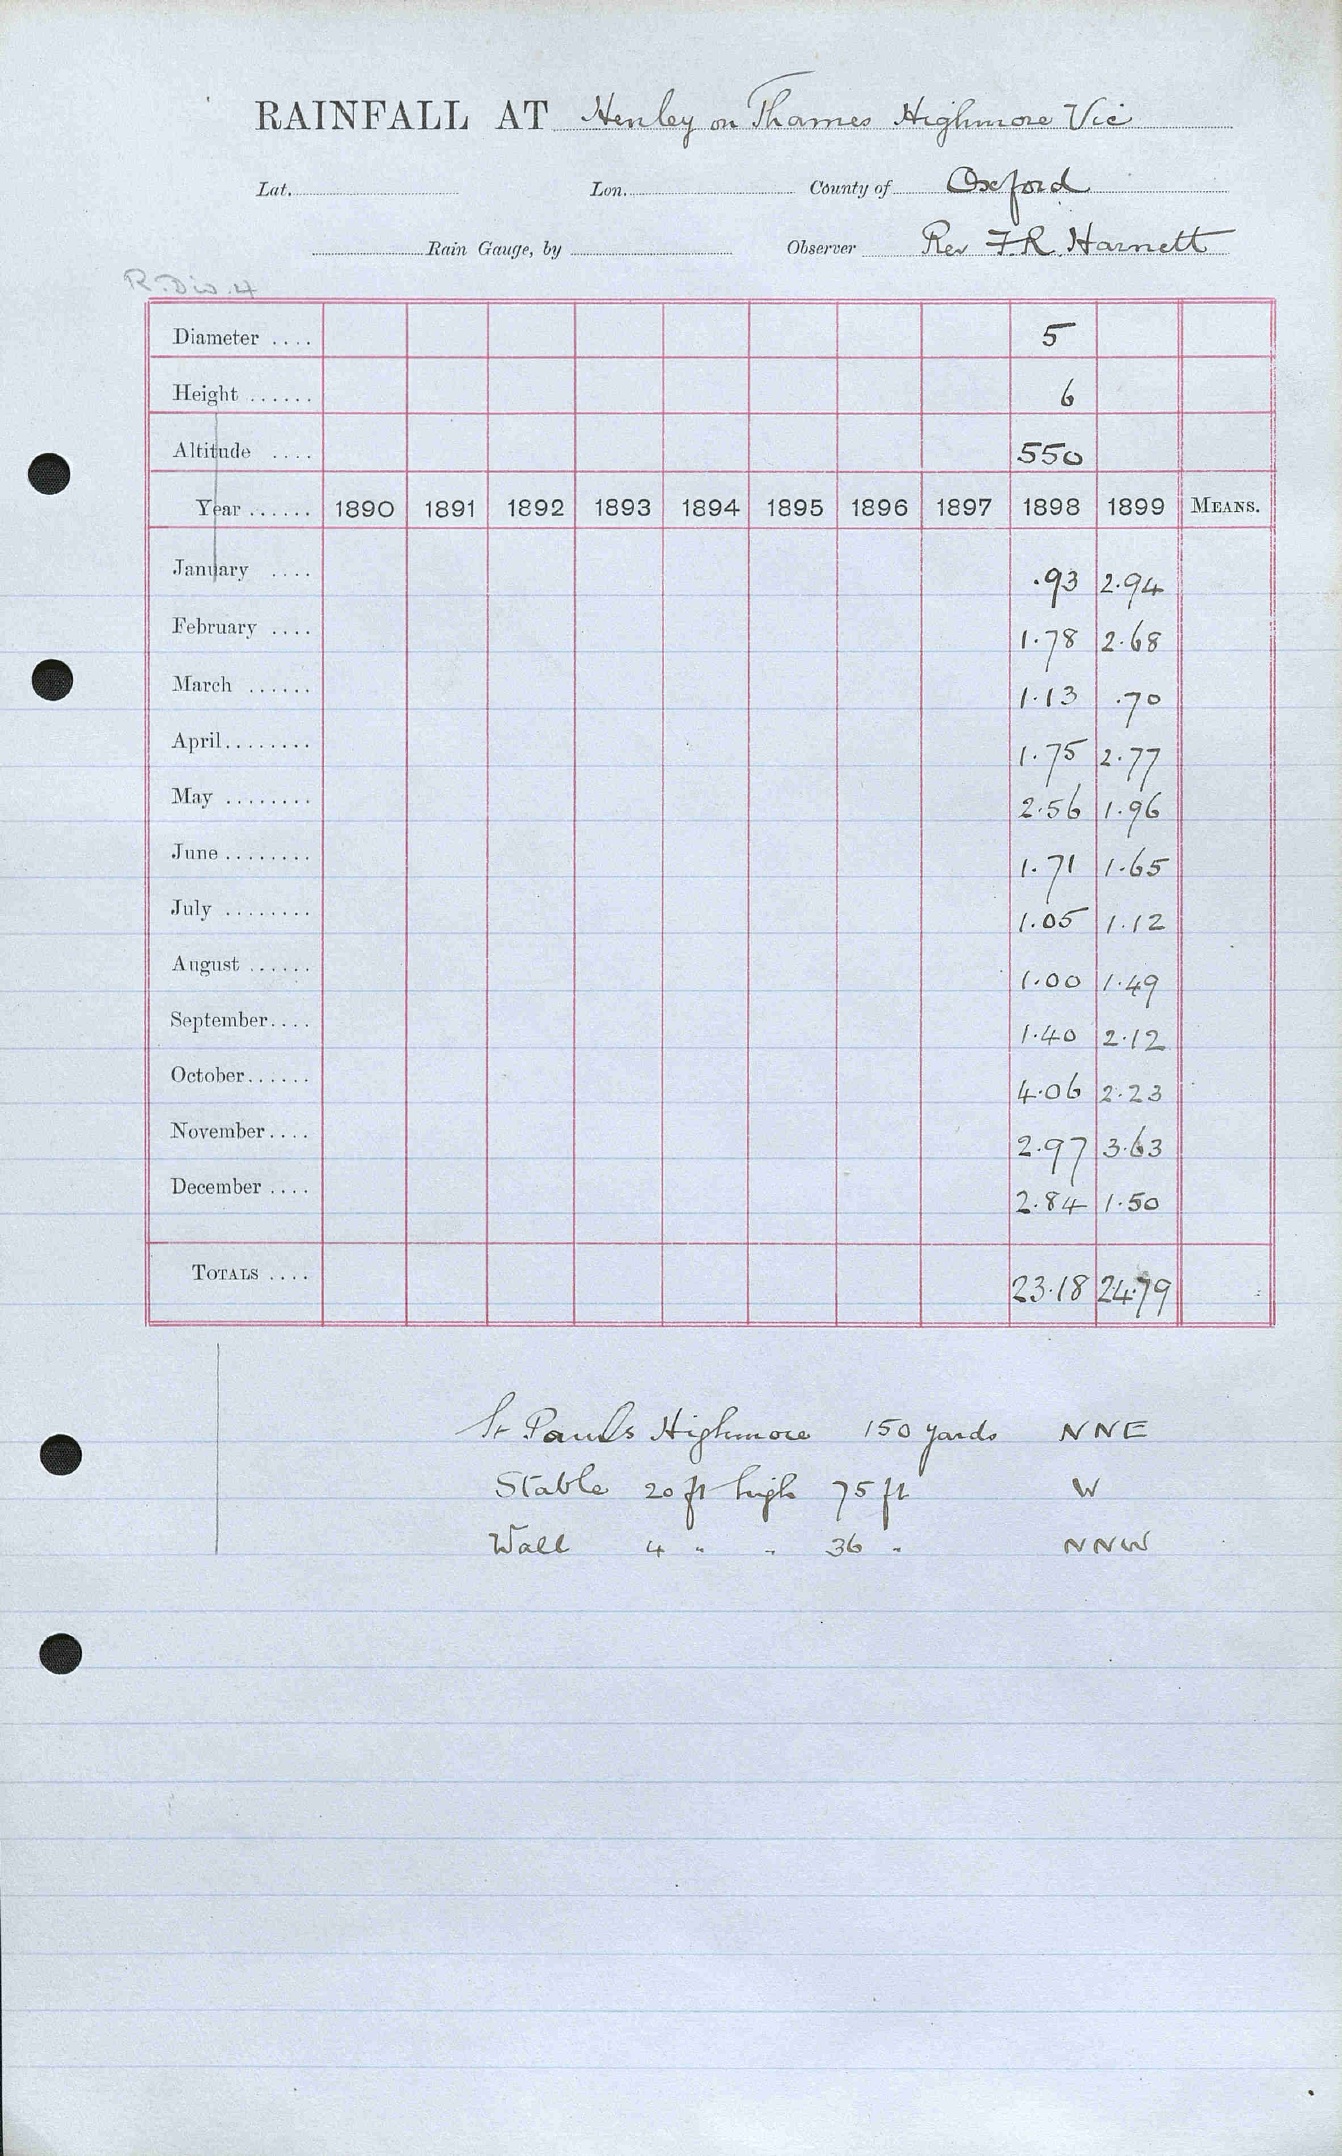 RAINFALL AT Henley on Thames Highmore Vic
Lat. Lon. County of Oxford
Rain Gauge, by Observer Rev F.R. Harnett
R. Div. 4
Diameter .... 5
Height ...... 6
Altitude .... 550
Year ...... 1890 1891 1892 1893 1894 1895 1896 1897 1898 1899 MEANS.
January .... .93 2.94
February .... 1.78 2.68
March ...... 1.13 .70
April........ 1.75 2.77
May ........ 2.56 1.96
June ........ 1.71 1.65
July ........ 1.05 1.12
August ...... 1.00 1.49
September.... 1.40 2.12
October...... 4.06 2.23
November.... 2.97 3.63
December .... 2.84 1.50
TOTALS .... 23.18 24.79
St Pauls Highmore 150 yards NNE
Stable 20 ft high 75 ft W
Wall 4 " " 36 " NNW